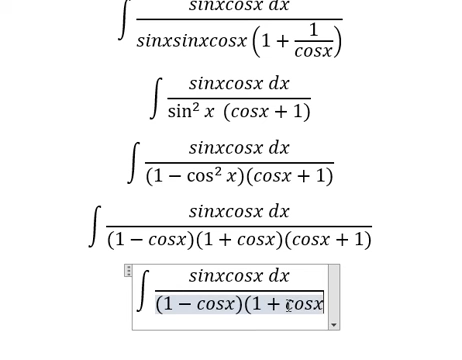 ∫ sinxcosx dx / sinxsinxcosx (1 + 1/cosx)
∫ sinxcosx dx / sin² x (cosx + 1)
∫ sinxcosx dx / (1 − cos² x)(cosx + 1)
∫ sinxcosx dx / (1 − cosx)(1 + cosx)(cosx + 1)
∫ sinxcosx dx / (1 − cosx)(1 + cosx